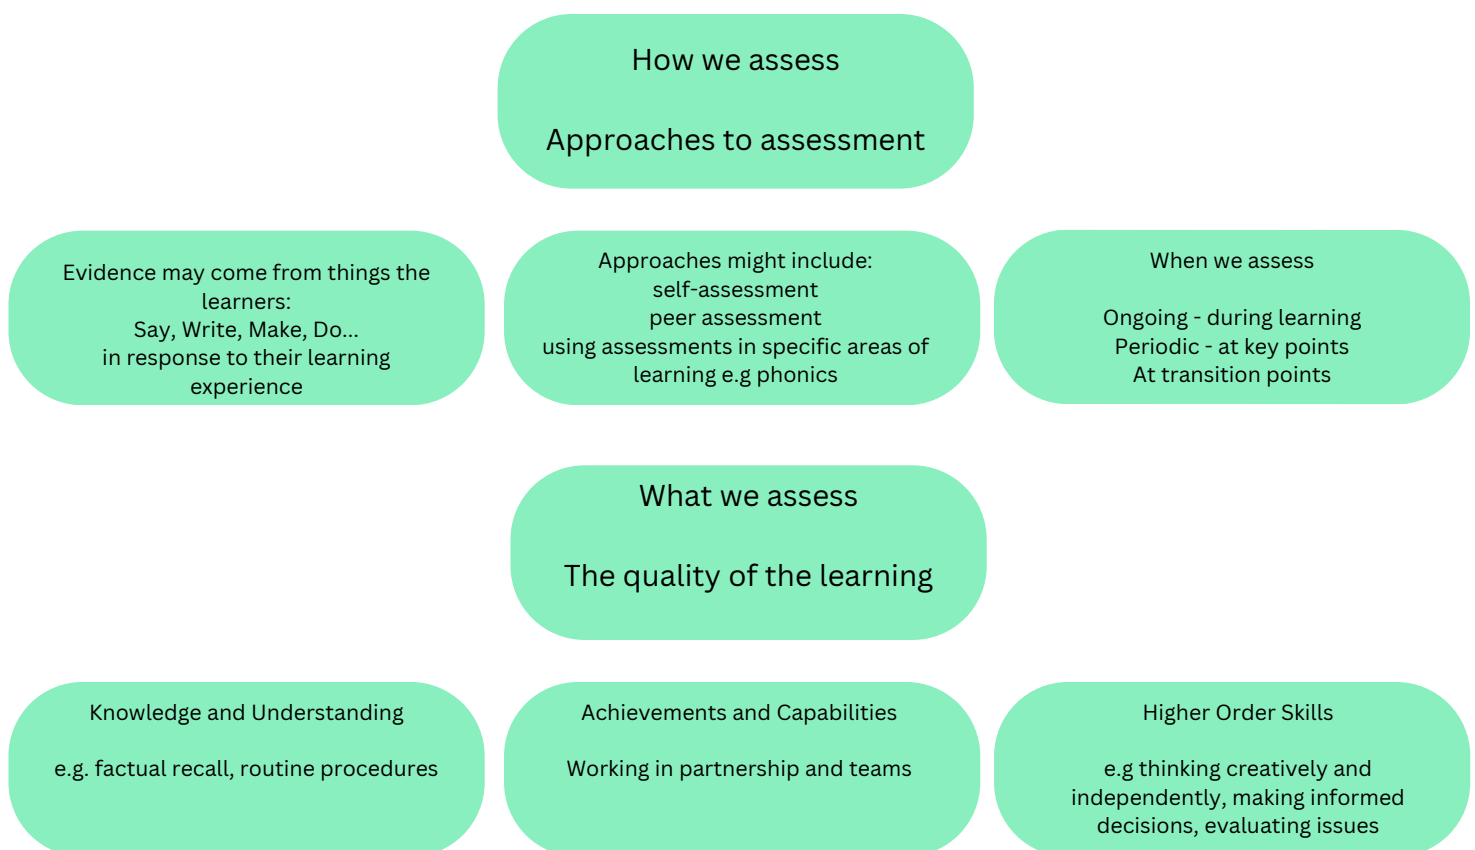 How we assess
Approaches to assessment
Evidence may come from things the
learners:
Say, Write, Make, Do...
in response to their learning
experience
Approaches might include:
self-assessment
peer assessment
using assessments in specific areas of
learning e.g phonics
When we assess
Ongoing - during learning
Periodic - at key points
At transition points
What we assess
The quality of the learning
Knowledge and Understanding
e.g. factual recall, routine procedures
Achievements and Capabilities
Working in partnership and teams
Higher Order Skills
e.g thinking creatively and
independently, making informed
decisions, evaluating issues